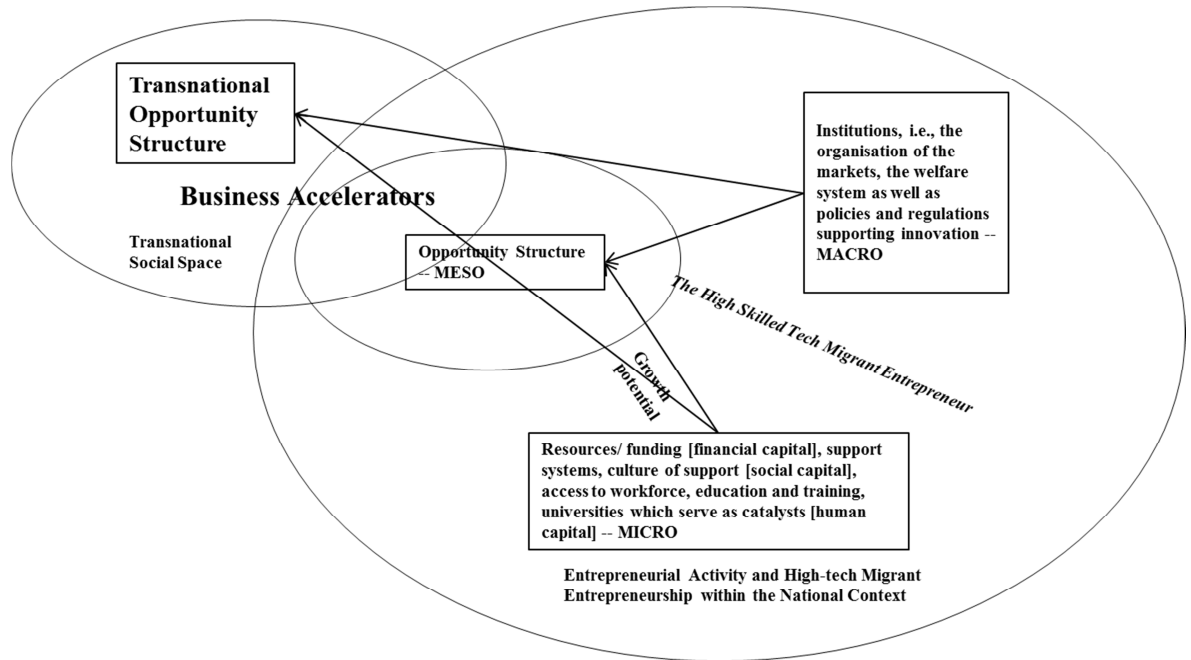 Transnational
Opportunity
Structure
Business Accelerators
Transnational
Social Space
Opportunity Structure
-- MESO
Institutions, i.e., the
organisation of the
markets, the welfare
system as well as
policies and regulations
supporting innovation --
MACRO
The High Skilled Tech Migrant Entrepreneur
Growth
potential
Resources/ funding [financial capital], support
systems, culture of support [social capital],
access to workforce, education and training,
universities which serve as catalysts [human
capital] -- MICRO
Entrepreneurial Activity and High-tech Migrant
Entrepreneurship within the National Context